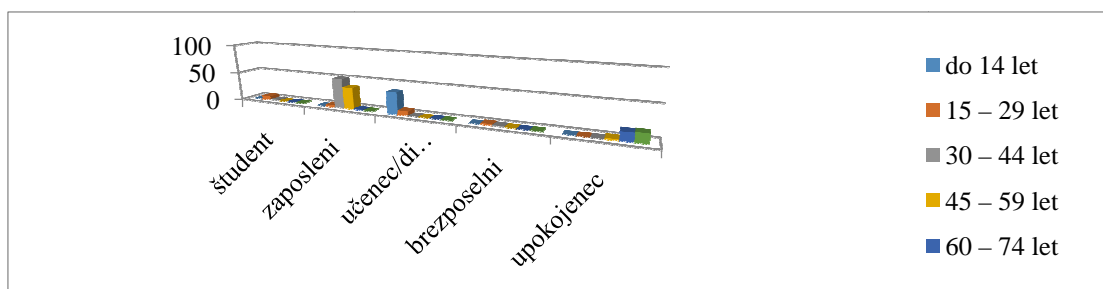 100
50
0
študent
zaposleni
učenec/di…
brezposelni
upokojenec
do 14 let
15 – 29 let
30 – 44 let
45 – 59 let
60 – 74 let